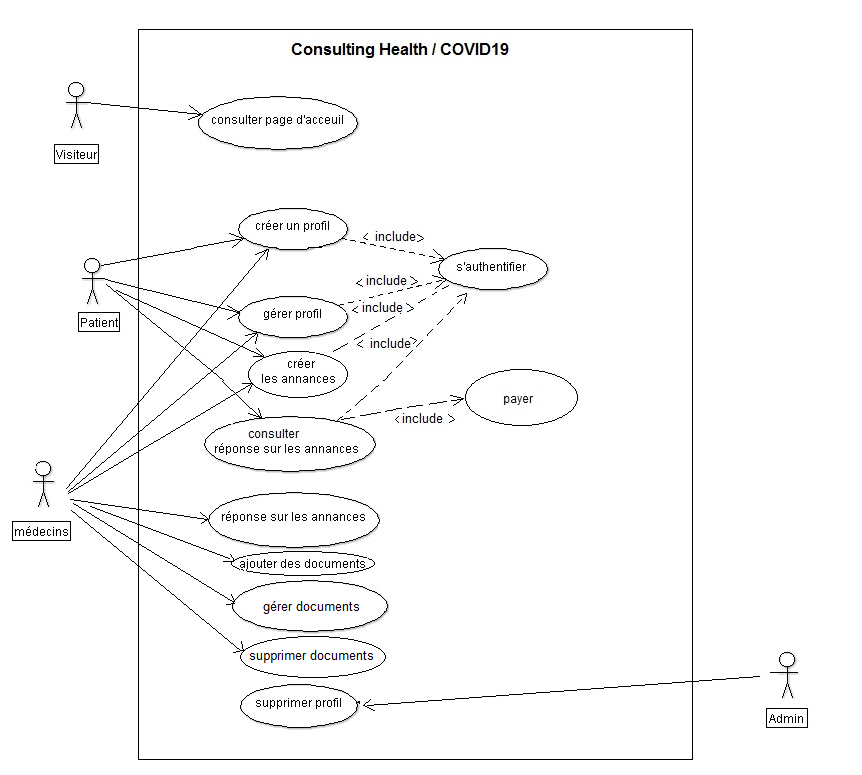 Consulting Health / COVID19
Visiteur
consulter page d'acceuil
créer un profil
< include>
s'authentifier
Patient
gérer profil
< include >
< include >
créer
les annances
< include>
payer
consulter
réponse sur les annances
< include >
médecins
réponse sur les annances
ajouter des documents
gérer documents
supprimer documents
supprimer profil
Admin